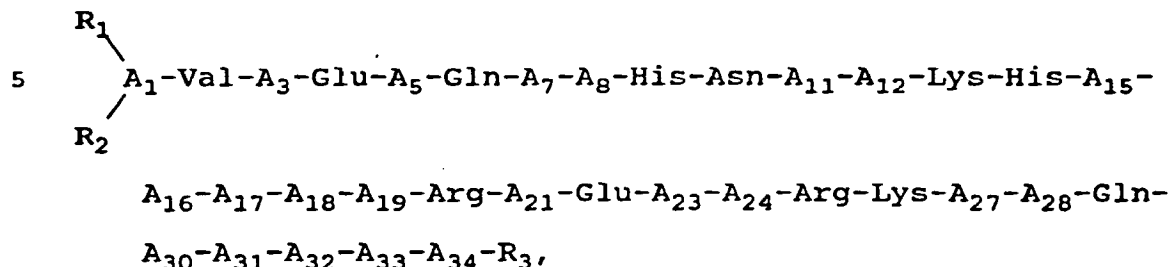 R₁
5 A₁-Val-A₃-Glu-A₅-Gln-A₇-A₈-His-Asn-A₁₁-A₁₂-Lys-His-A₁₅-
R₂
A₁₆-A₁₇-A₁₈-A₁₉-Arg-A₂₁-Glu-A₂₃-A₂₄-Arg-Lys-A₂₇-A₂₈-Gln-
A₃₀-A₃₁-A₃₂-A₃₃-A₃₄-R₃,